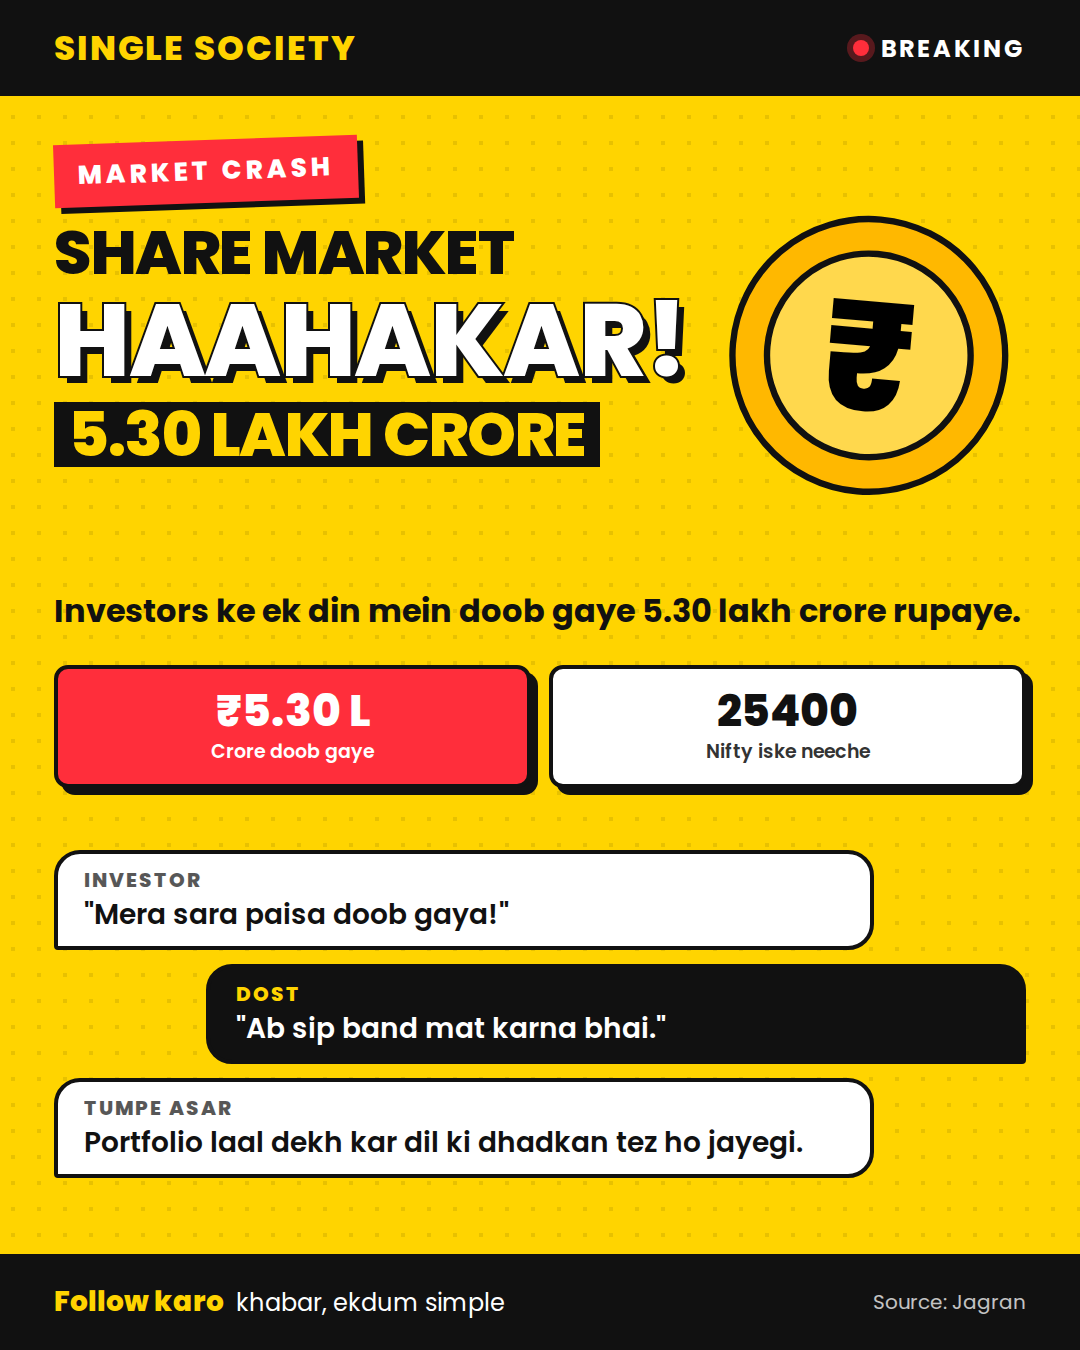 SINGLE SOCIETY
BREAKING
MARKET CRASH
SHARE MARKET
HAAHAKAR!
5.30 LAKH CRORE
₹
Investors ke ek din mein doob gaye 5.30 lakh crore rupaye.
₹5.30 L
Crore doob gaye
25400
Nifty iske neeche
INVESTOR
"Mera sara paisa doob gaya!"
DOST
"Ab sip band mat karna bhai."
TUMPE ASAR
Portfolio laal dekh kar dil ki dhadkan tez ho jayegi.
Follow karo khabar, ekdum simple
Source: Jagran